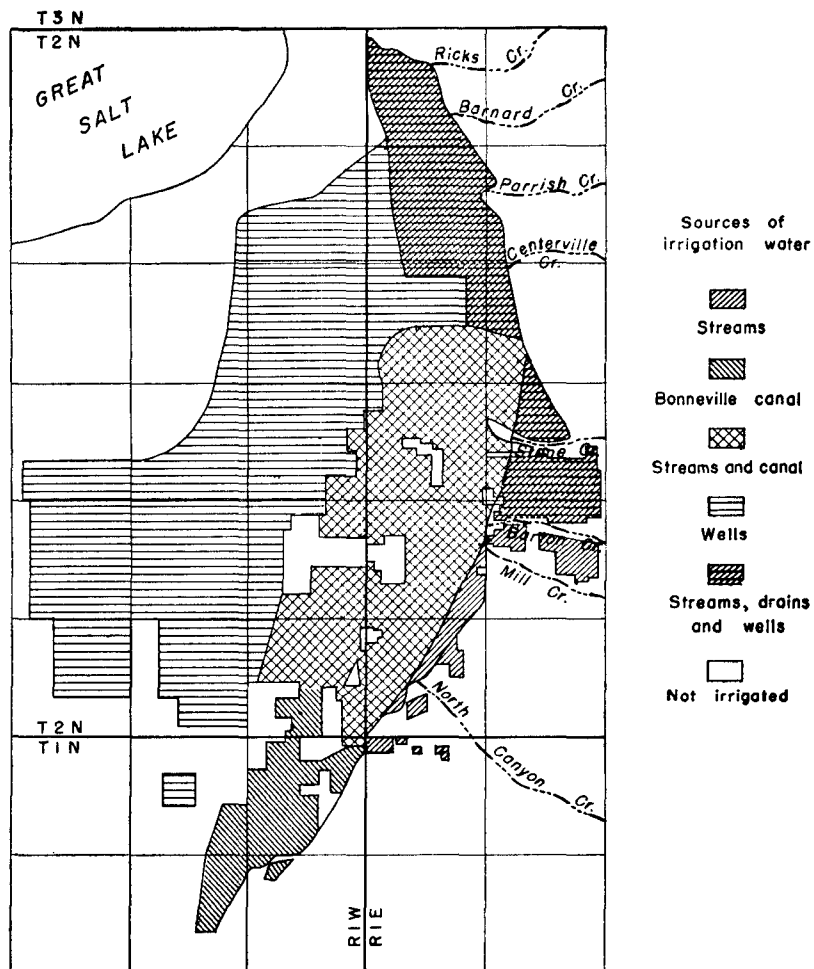 T3N
T2N
GREAT
SALT
LAKE
Ricks Cr.
Barnard Cr.
Parrish Cr.
Centerville
Cr.
Stone Cr.
Barton Cr.
Mill Cr.
North
Canyon
Cr.
T2N
T1N
R1W
R1E
Sources of
irrigation water
Streams
Bonneville canal
Streams and canal
Wells
Streams, drains
and wells
Not irrigated